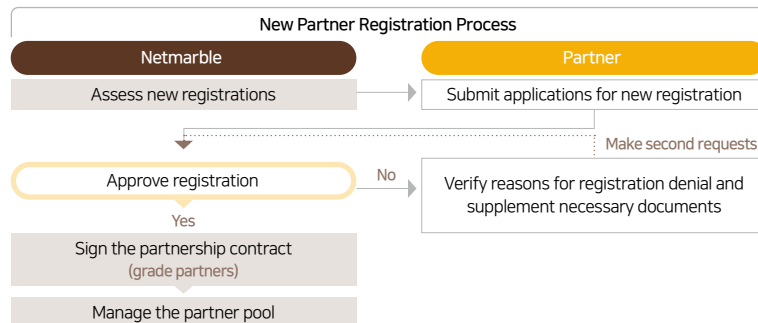 New Partner Registration Process
Netmarble
Partner
Assess new registrations
Submit applications for new registration
Make second requests
Approve registration
No
Verify reasons for registration denial and
supplement necessary documents
Yes
Sign the partnership contract
(grade partners)
Manage the partner pool